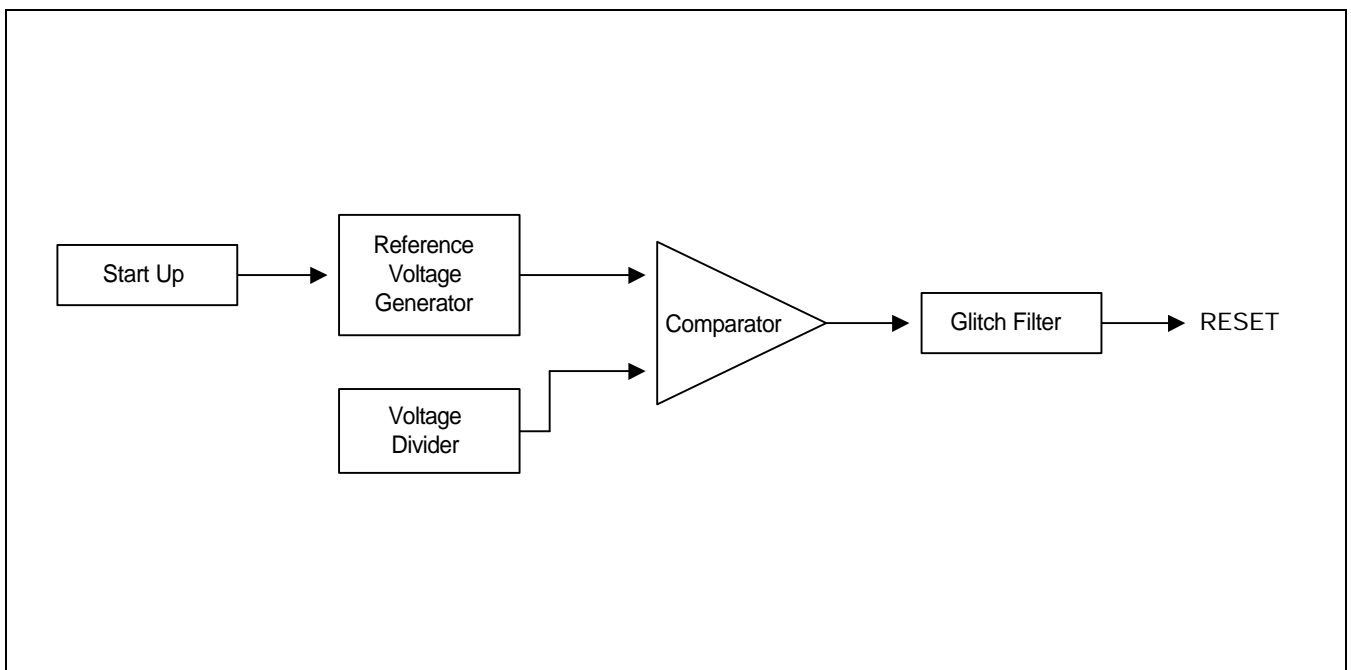 Start Up
Reference
Voltage
Generator
Voltage
Divider
Comparator
Glitch Filter
RESET